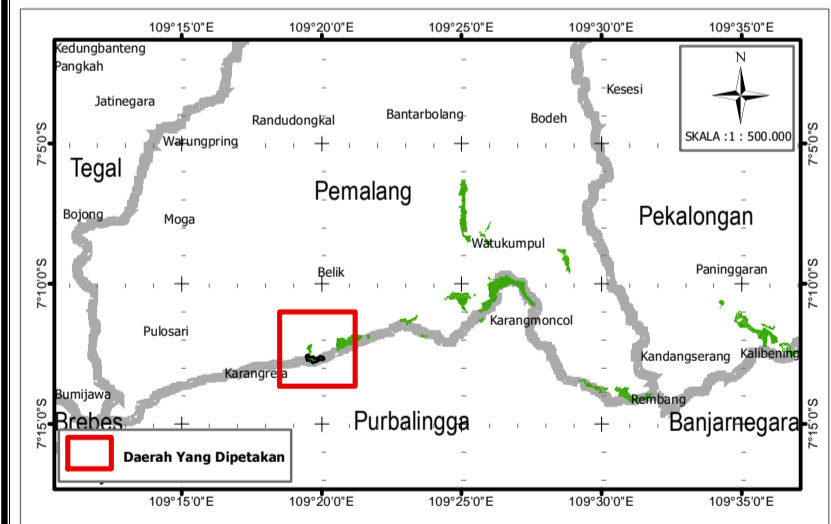 109°15'0"E 109°20'0"E 109°25'0"E 109°30'0"E 109°35'0"E
Kedungbanteng
Pangkah
Jatinegara
Randudongkal
Bantarbolang
Bodeh
Kesesi
N
SKALA :1 : 500.000
7°5'0"S
7°5'0"S
Warungpring
Tegal
Pemalang
Pekalongan
Bojong
Moga
Watukumpul
Belik
Paninggaran
7°10'0"S
7°10'0"S
Pulosari
Karangmoncol
Kandangserang
Kalibening
Karangreja
Bumijawa
Rembang
Brebes
Purbalingga
Banjarnegara
7°15'0"S
7°15'0"S
Daerah Yang Dipetakan
109°15'0"E 109°20'0"E 109°25'0"E 109°30'0"E 109°35'0"E